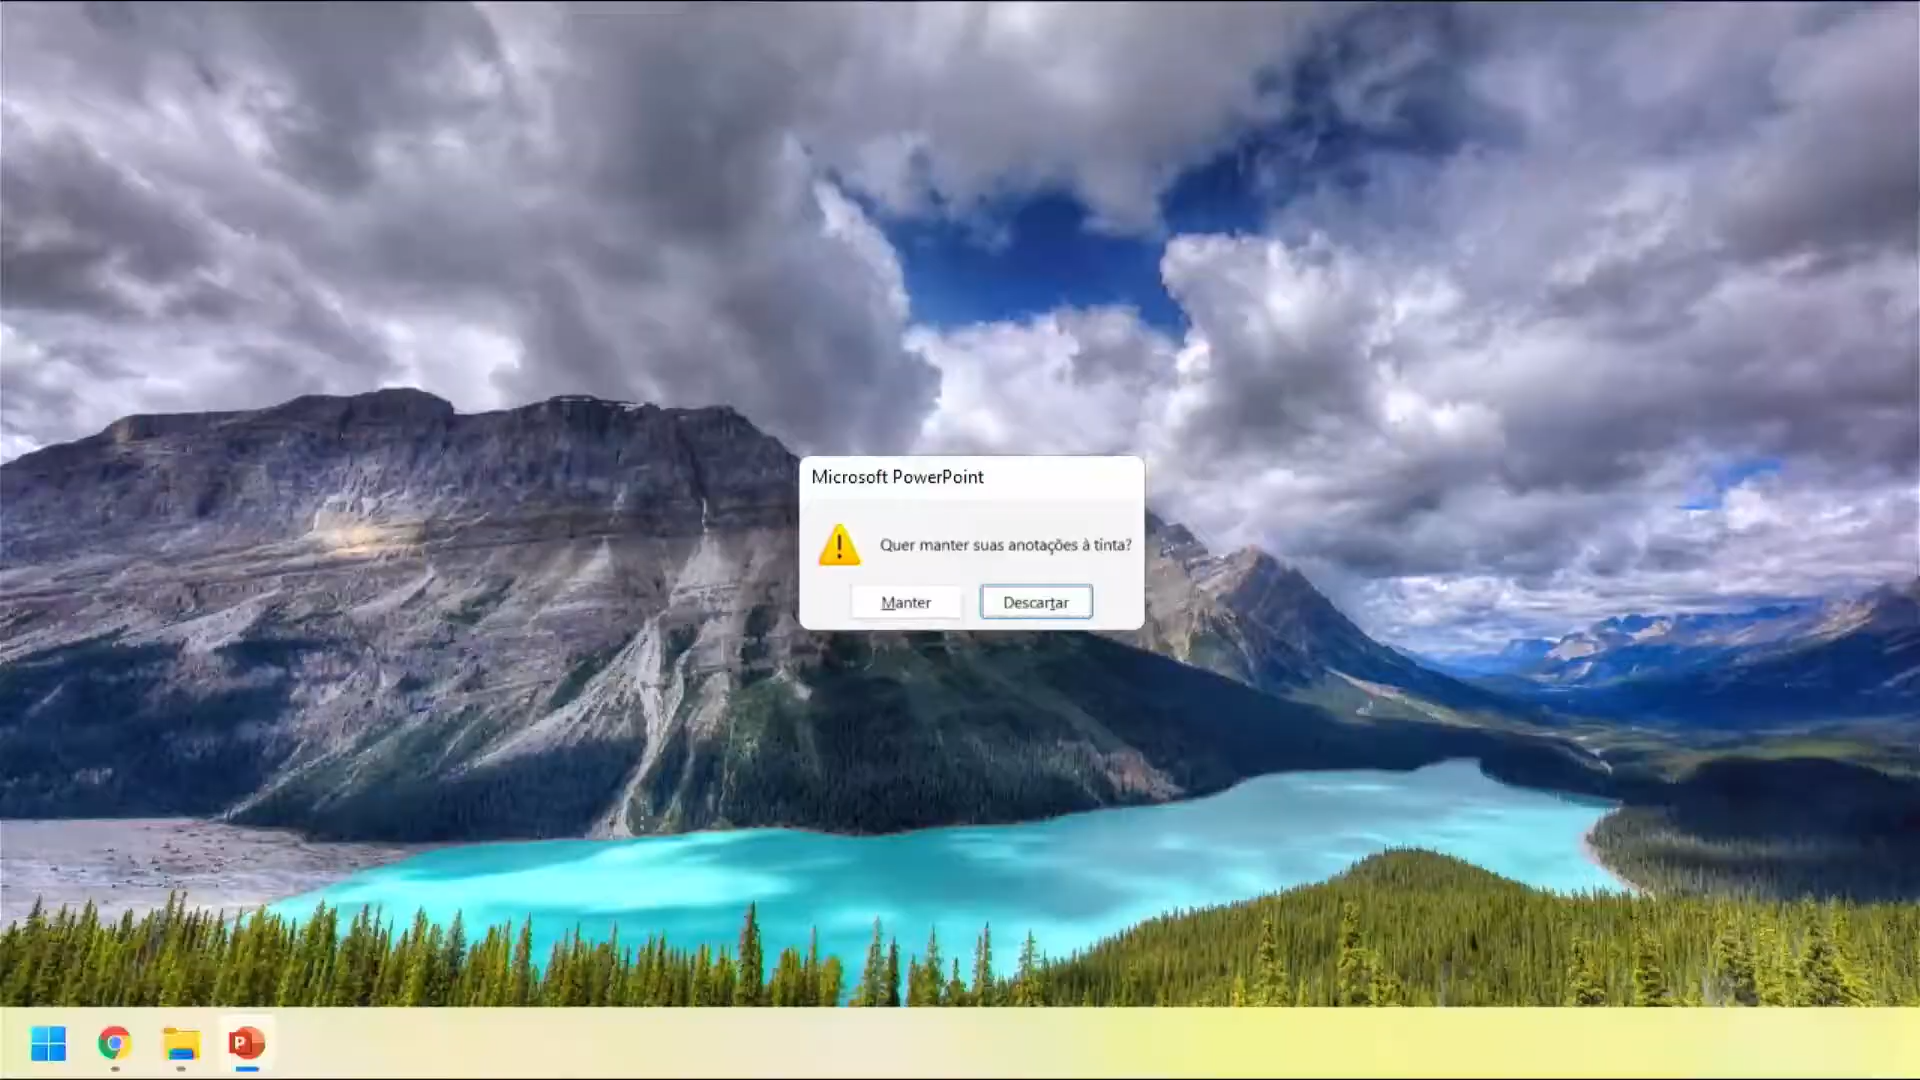 Microsoft PowerPoint
Quer manter suas anotações à tinta?
Manter
Descartar